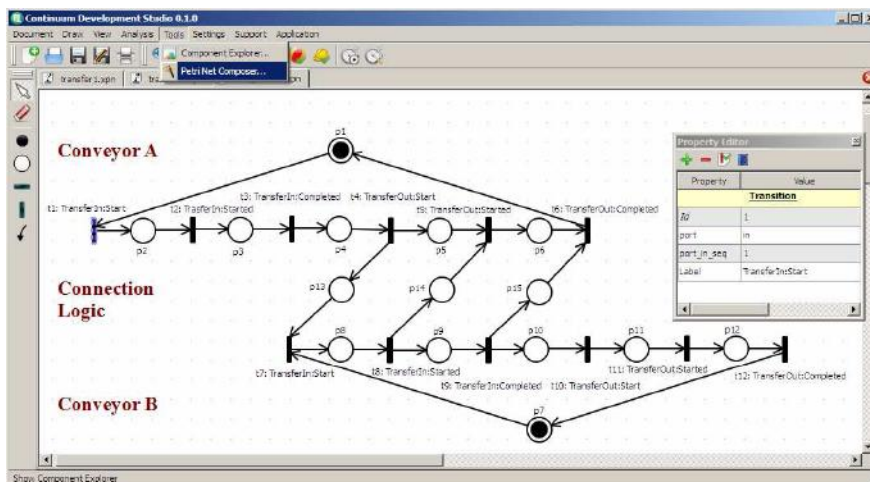 Continuum Development Studio 0.1.0
Document Draw View Analysis Tools Settings Support Application
Component Explorer...
Petri Net Composer...
transfer1.xpn
p1
Conveyor A
Property Editor
Property Value
Transition
Id 1
port in
port_in_seq 1
Label TransferIn:Start
t3: TransferIn:Completed t4: TransferOut:Start
t1: TransferIn:Start t2: TrasferIn:Started t5: TransferOut:Started t6: TransferOut:Completed
p2 p3 p4 p5 p6
Connection
Logic
p13 p14 p15
p8 p9 p10 p11 p12
t7: TransferIn:Start t8: TransferIn:Started t11: TransferOut:Started
t9: TransferIn:Completed t10: TransferOut:Start t12: TransferOut:Completed
Conveyor B
p7
Show Component Explorer